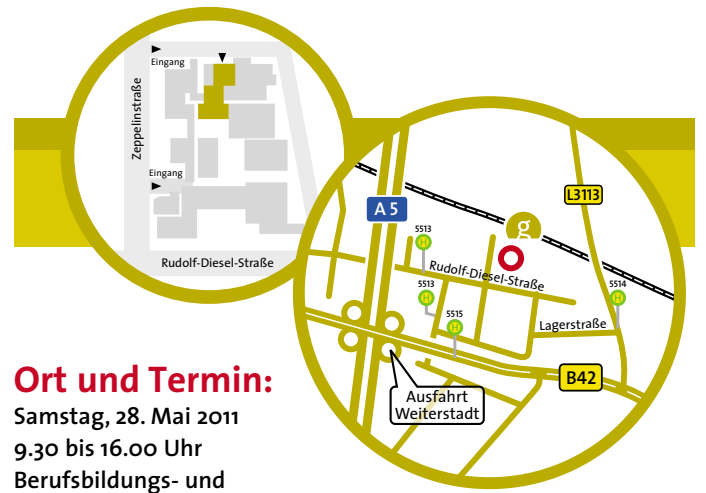 Eingang
Zeppelinstraße
Eingang
Rudolf-Diesel-Straße
A 5
L3113
g
5513
Rudolf-Diesel-Straße
H
5513
H
5515
H
5514
H
Lagerstraße
B42
Ausfahrt
Weiterstadt
Ort und Termin:
Samstag, 28. Mai 2011
9.30 bis 16.00 Uhr
Berufsbildungs- und